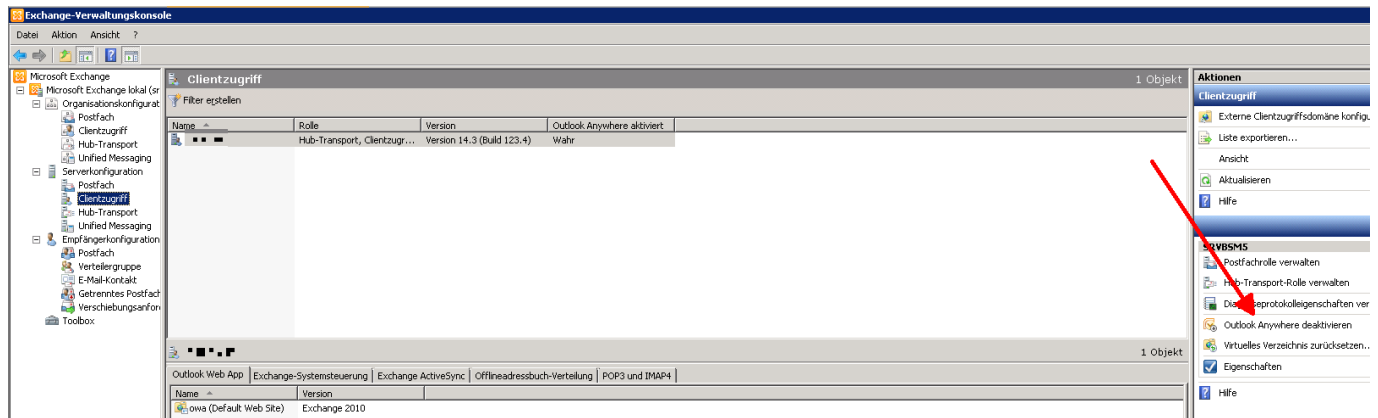 Exchange-Verwaltungskonsole
Datei Aktion Ansicht ?
Microsoft Exchange
Microsoft Exchange lokal (sr
Organisationskonfigurat
Postfach
Clientzugriff
Hub-Transport
Unified Messaging
Serverkonfiguration
Postfach
Clientzugriff
Hub-Transport
Unified Messaging
Empfängerkonfiguration
Postfach
Verteilergruppe
E-Mail-Kontakt
Getrenntes Postfach
Verschiebungsanfor
Toolbox
Clientzugriff 1 Objekt
Filter erstellen
Name Rolle Version Outlook Anywhere aktiviert
Hub-Transport, Clientzugr... Version 14.3 (Build 123.4) Wahr
1 Objekt
Outlook Web App Exchange-Systemsteuerung Exchange ActiveSync Offlineadressbuch-Verteilung POP3 und IMAP4
Name Version
owa (Default Web Site) Exchange 2010
Aktionen
Clientzugriff
Externe Clientzugriffsdomäne konfigu
Liste exportieren...
Ansicht
Aktualisieren
Hilfe
SRVBSM5
Postfachrolle verwalten
Hub-Transport-Rolle verwalten
Diagnoseprotokolleigenschaften ver
Outlook Anywhere deaktivieren
Virtuelles Verzeichnis zurücksetzen..
Eigenschaften
Hilfe